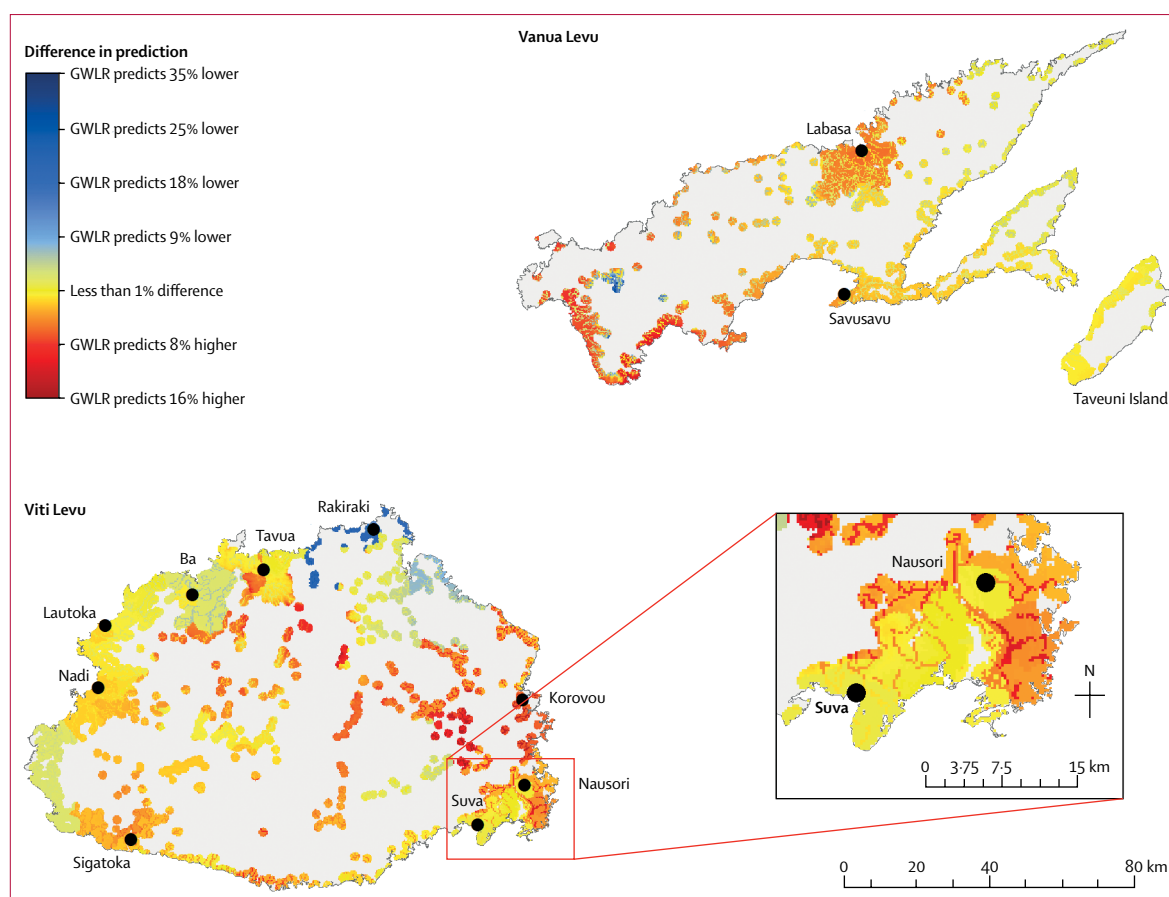 Difference in prediction
GWLR predicts 35% lower
GWLR predicts 25% lower
GWLR predicts 18% lower
GWLR predicts 9% lower
Less than 1% difference
GWLR predicts 8% higher
GWLR predicts 16% higher
Vanua Levu
Labasa
Savusavu
Taveuni Island
Viti Levu
Rakiraki
Tavua
Ba
Lautoka
Nadi
Korovou
Nausori
Suva
Sigatoka
Nausori
Suva
N
0 3·75 7·5 15 km
0 20 40 80 km